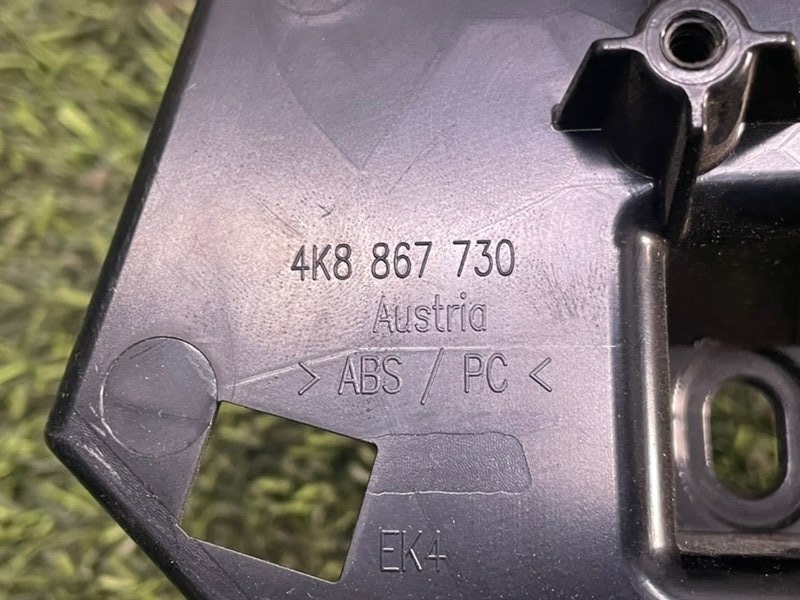 4K8 867 730
Austria
> ABS / PC <
EK4